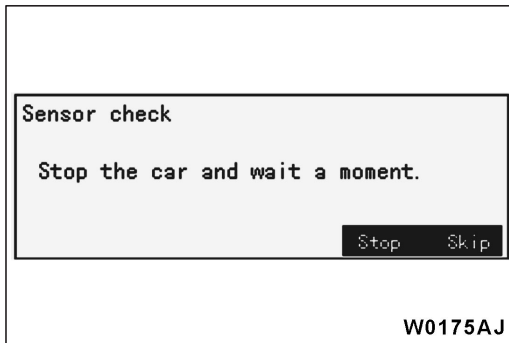 Sensor check
Stop the car and wait a moment.
Stop Skip
W0175AJ